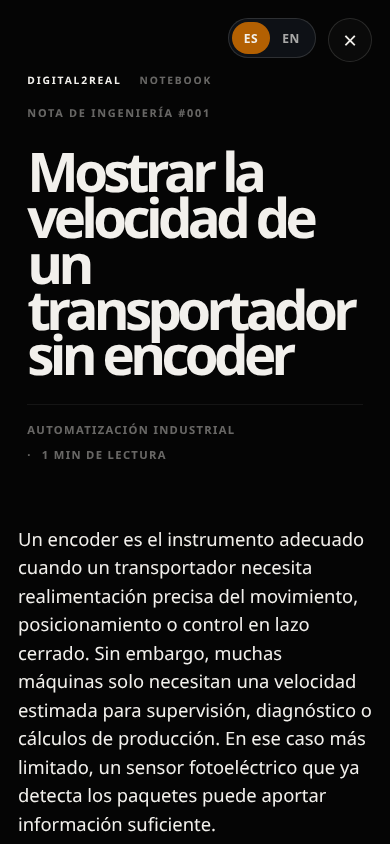 ES EN ×
DIGITAL2REAL NOTEBOOK
NOTA DE INGENIERÍA #001
Mostrar la
velocidad de
un
transportador
sin encoder
AUTOMATIZACIÓN INDUSTRIAL
· 1 MIN DE LECTURA
Un encoder es el instrumento adecuado
cuando un transportador necesita
realimentación precisa del movimiento,
posicionamiento o control en lazo
cerrado. Sin embargo, muchas
máquinas solo necesitan una velocidad
estimada para supervisión, diagnóstico o
cálculos de producción. En ese caso más
limitado, un sensor fotoeléctrico que ya
detecta los paquetes puede aportar
información suficiente.